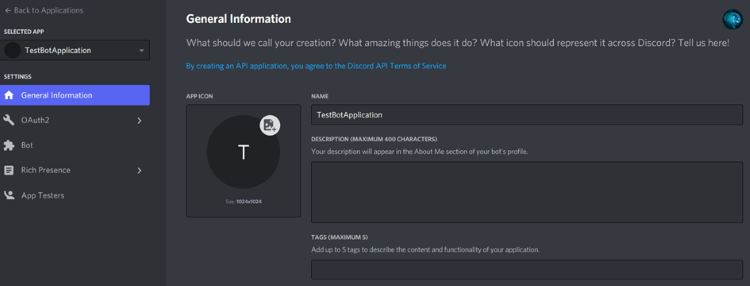 ← Back to Applications
SELECTED APP
TestBotApplication
SETTINGS
General Information
OAuth2
Bot
Rich Presence
App Testers
General Information
What should we call your creation? What amazing things does it do? What icon should represent it across Discord? Tell us here!
By creating an API application, you agree to the Discord API Terms of Service
APP ICON
T
Size: 1024x1024
NAME
TestBotApplication
DESCRIPTION (MAXIMUM 400 CHARACTERS)
Your description will appear in the About Me section of your bot's profile.
TAGS (MAXIMUM 5)
Add up to 5 tags to describe the content and functionality of your application.